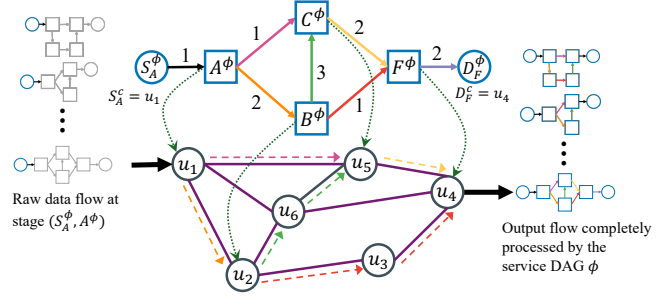 C^ϕ
1
2
S_A^ϕ
1
A^ϕ
3
F^ϕ
2
D_F^ϕ
S_A^c = u_1
2
B^ϕ
1
D_F^c = u_4
u_1
u_5
u_4
u_6
u_2
u_3
Raw data flow at
stage (S_A^ϕ, A^ϕ)
Output flow completely
processed by the
service DAG ϕ